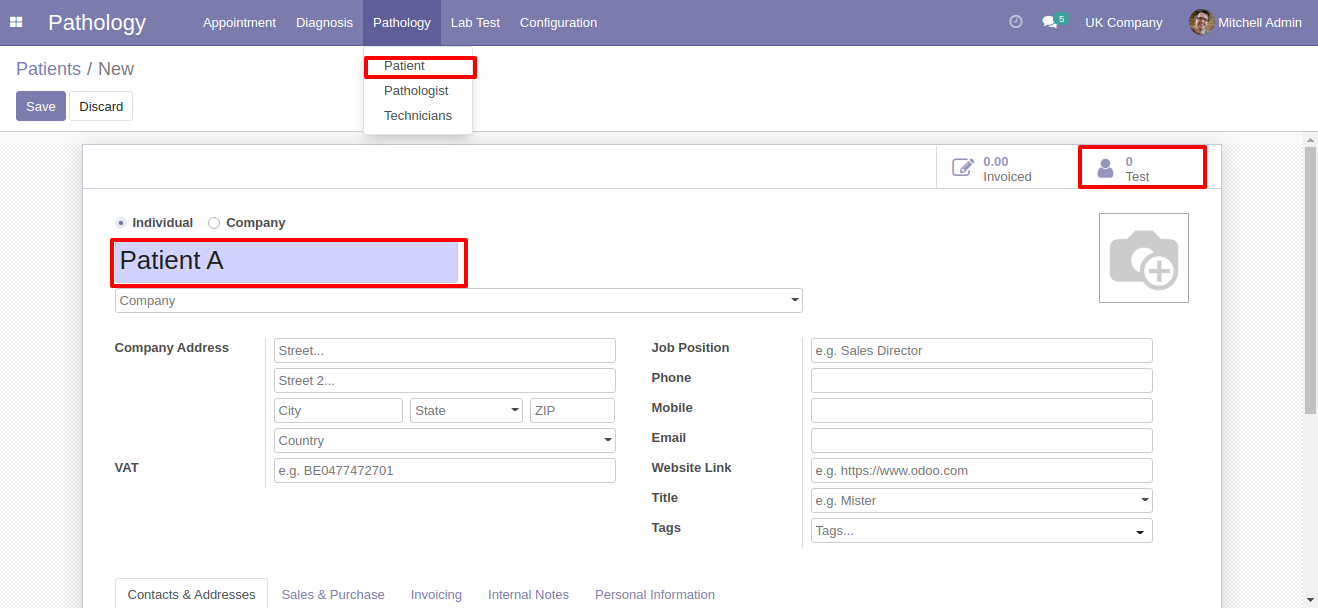 Pathology Appointment Diagnosis Pathology Lab Test Configuration 5 UK Company Mitchell Admin
Patients / New
Save Discard
Patient
Pathologist
Technicians
0.00
Invoiced
0
Test
Individual Company
Patient A
Company
Company Address
Street...
Street 2...
City State ZIP
Country
VAT e.g. BE0477472701
Job Position e.g. Sales Director
Phone
Mobile
Email
Website Link e.g. https://www.odoo.com
Title e.g. Mister
Tags Tags...
Contacts & Addresses Sales & Purchase Invoicing Internal Notes Personal Information